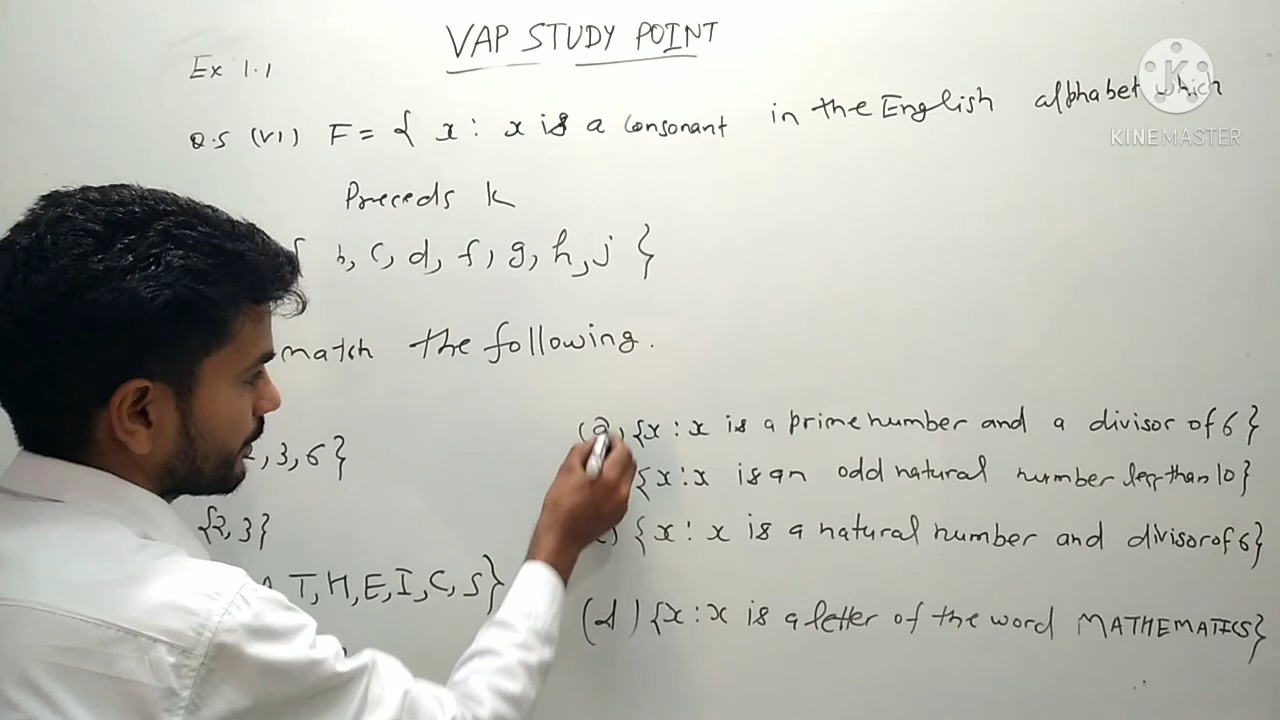 VAP STUDY POINT
Ex 1.1
Q.5 (VI) F = { x : x is a consonant in the English alphabet which
Preceds k
b, c, d, f, g, h, j }
match the following.
, 3, 6}
(a) {x : x is a prime number and a divisor of 6}
{x : x is an odd natural number less than 10}
{2, 3}
{x : x is a natural number and divisor of 6}
T, H, E, I, C, S}
(d) {x : x is a letter of the word MATHEMATICS}
KINEMASTER